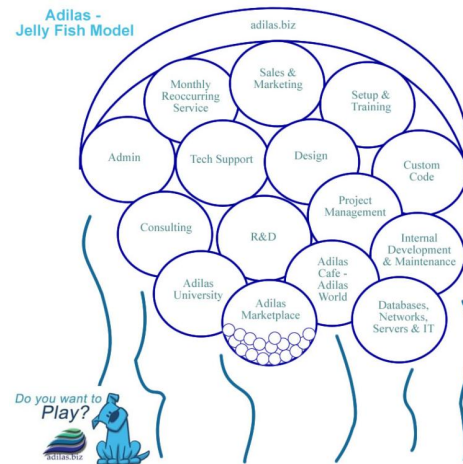 Adilas -
Jelly Fish Model
adilas.biz
Monthly
Reoccurring
Service
Sales &
Marketing
Setup &
Training
Admin
Tech Support
Design
Custom
Code
Consulting
R&D
Project
Management
Internal
Development
& Maintenance
Adilas
University
Adilas
Marketplace
Adilas
Cafe -
Adilas
World
Databases,
Networks,
Servers & IT
Do you want to
Play?
adilas.biz